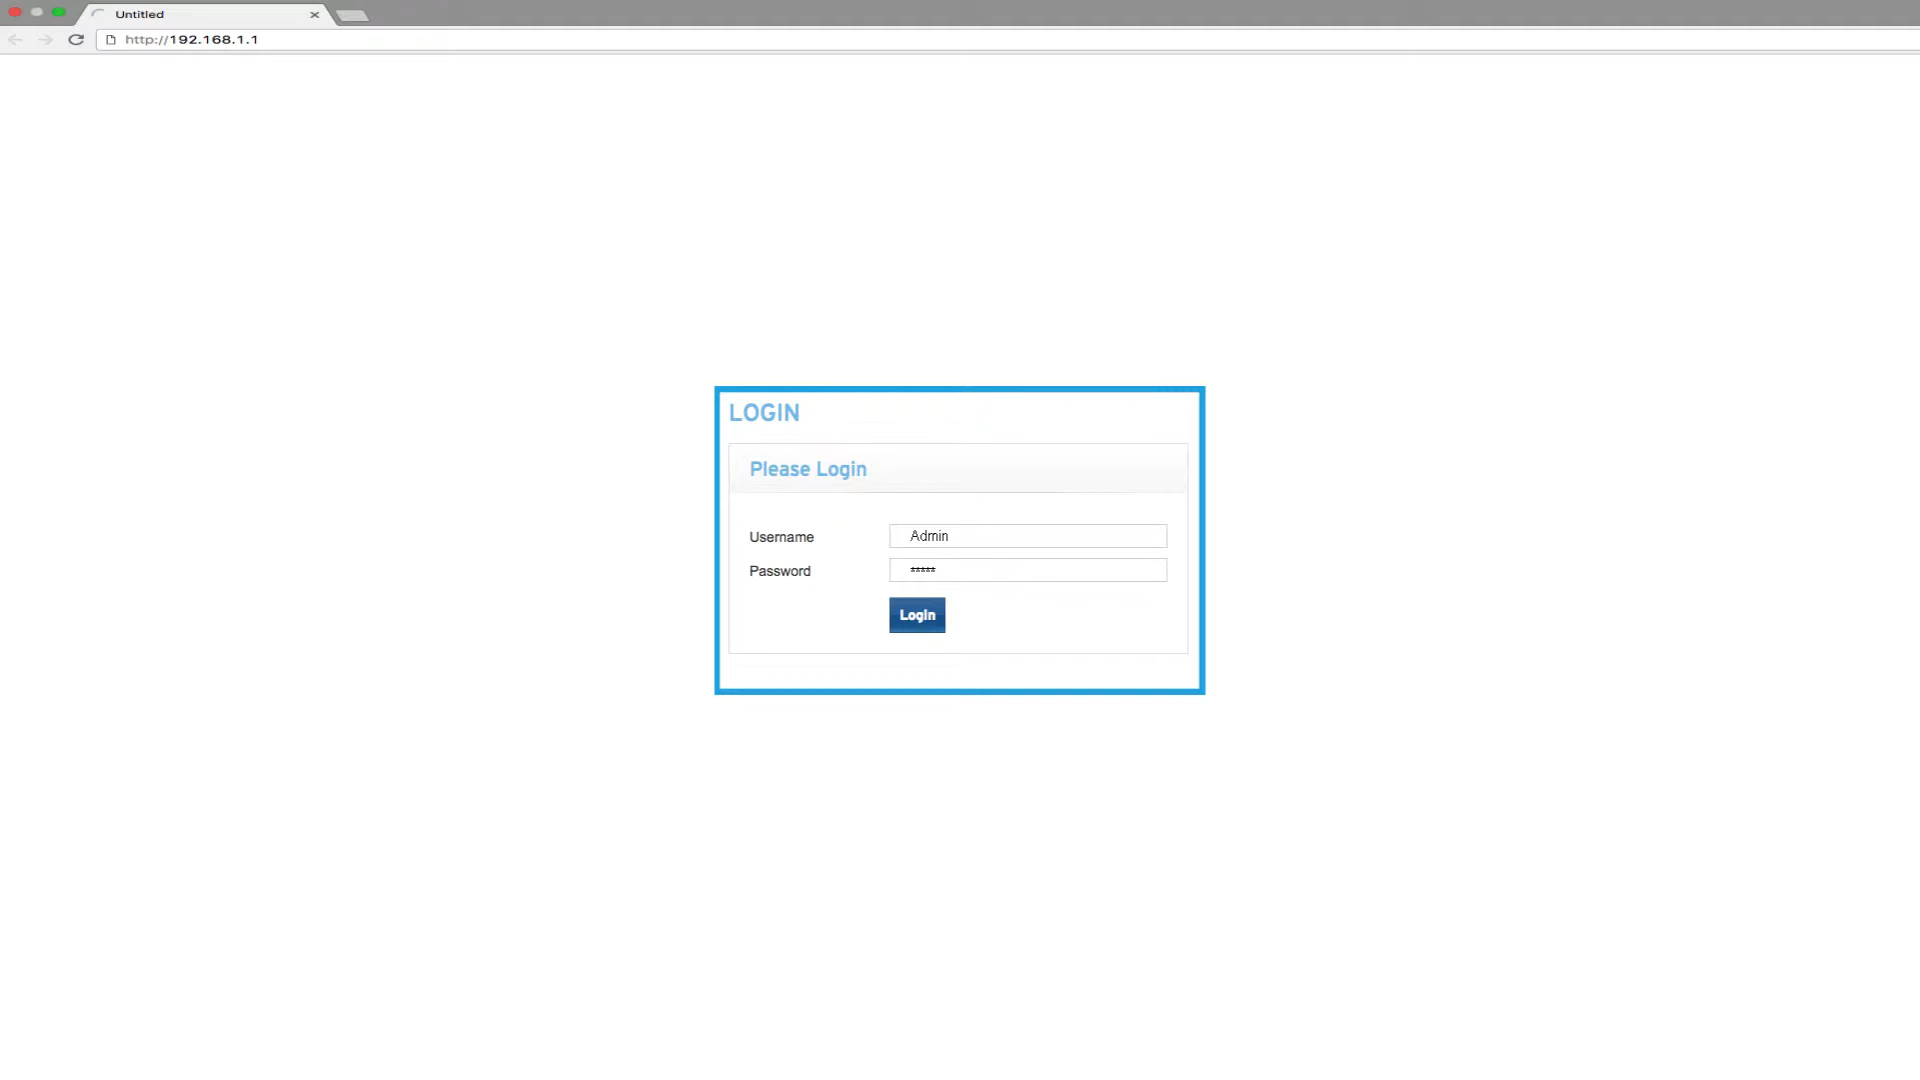 Untitled
http://192.168.1.1
LOGIN
Please Login
Username Admin
Password *****
Login